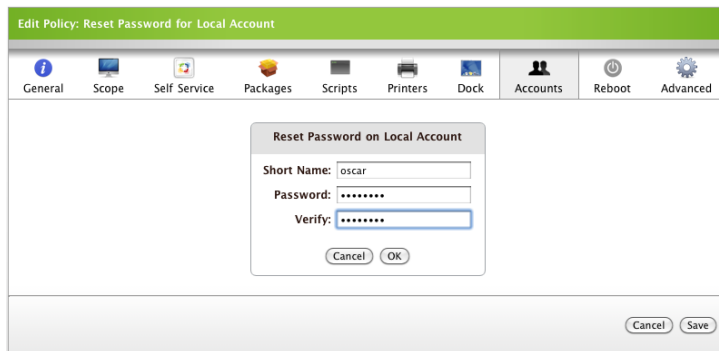 Edit Policy: Reset Password for Local Account
General Scope Self Service Packages Scripts Printers Dock Accounts Reboot Advanced
Reset Password on Local Account
Short Name: oscar
Password: ••••••••
Verify: ••••••••
Cancel OK
Cancel Save